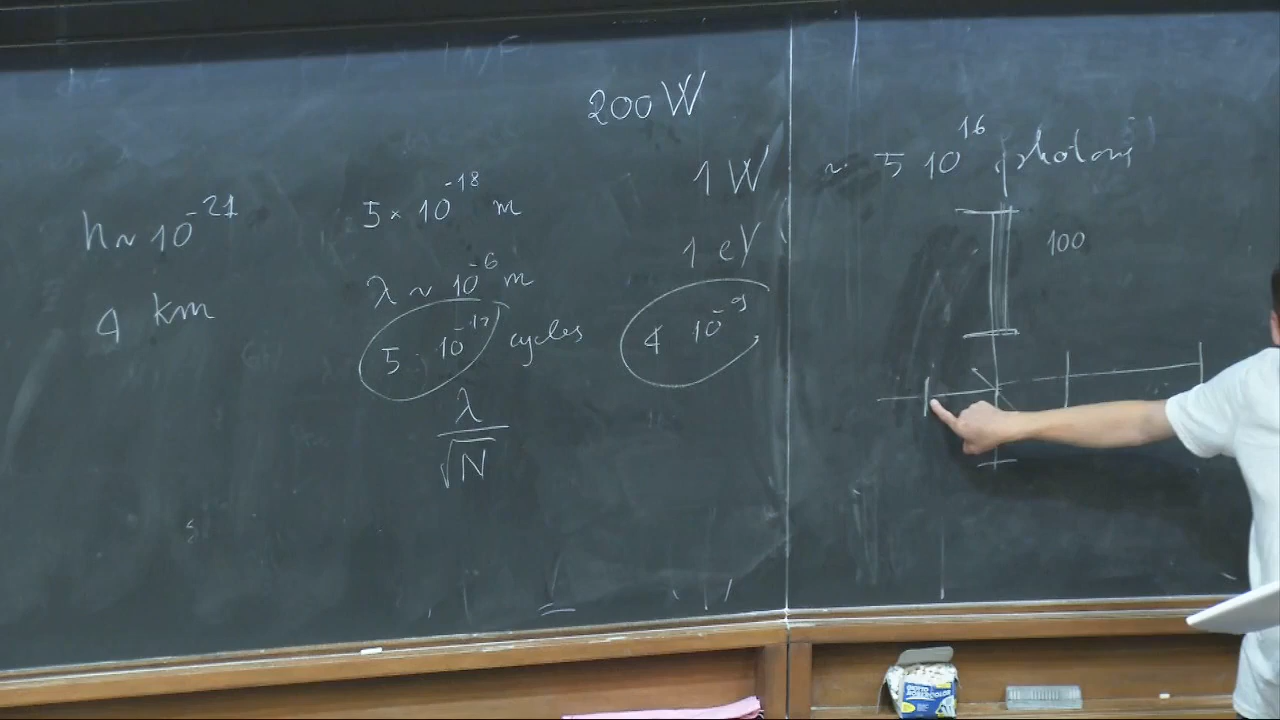 200 W
h ~ 10^-21
5 × 10^-18 m
1 W
~ 5 10^16 photons
4 km
λ ~ 10^-6 m
1 eV
100
5 · 10^-12 cycles
4 10^-9
λ
√N